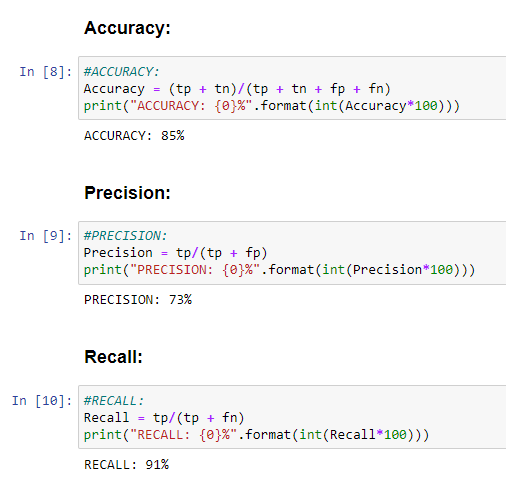 Accuracy:
In [8]: #ACCURACY:
Accuracy = (tp + tn)/(tp + tn + fp + fn)
print("ACCURACY: {0}%".format(int(Accuracy*100)))
ACCURACY: 85%
Precision:
In [9]: #PRECISION:
Precision = tp/(tp + fp)
print("PRECISION: {0}%".format(int(Precision*100)))
PRECISION: 73%
Recall:
In [10]: #RECALL:
Recall = tp/(tp + fn)
print("RECALL: {0}%".format(int(Recall*100)))
RECALL: 91%